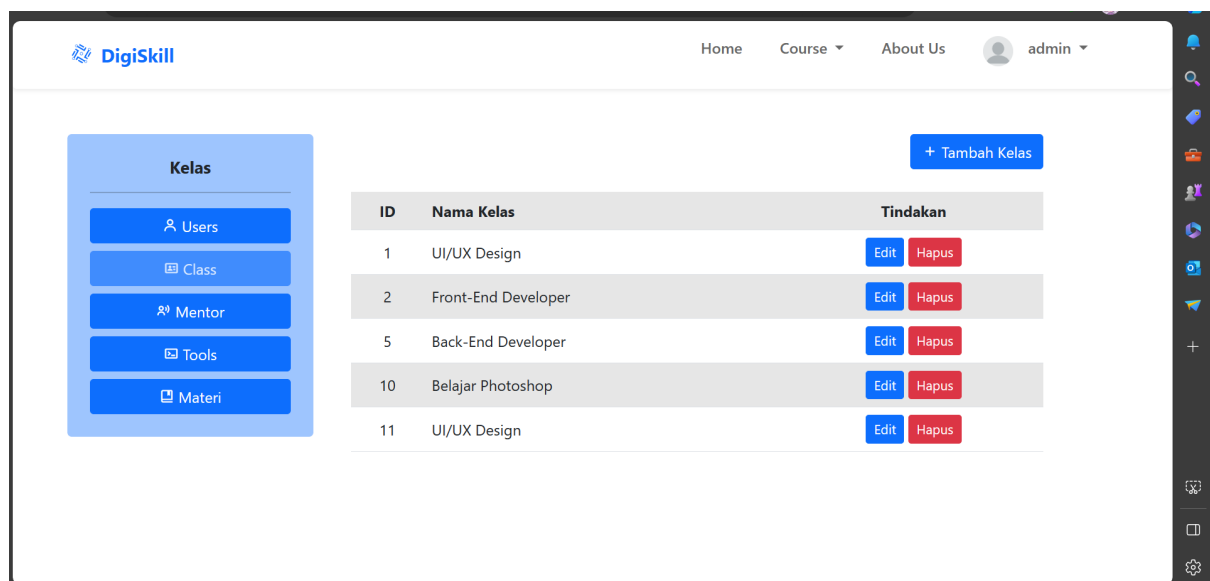 DigiSkill
Home Course About Us admin
Kelas
Users
Class
Mentor
Tools
Materi
+ Tambah Kelas
ID Nama Kelas Tindakan
1 UI/UX Design Edit Hapus
2 Front-End Developer Edit Hapus
5 Back-End Developer Edit Hapus
10 Belajar Photoshop Edit Hapus
11 UI/UX Design Edit Hapus